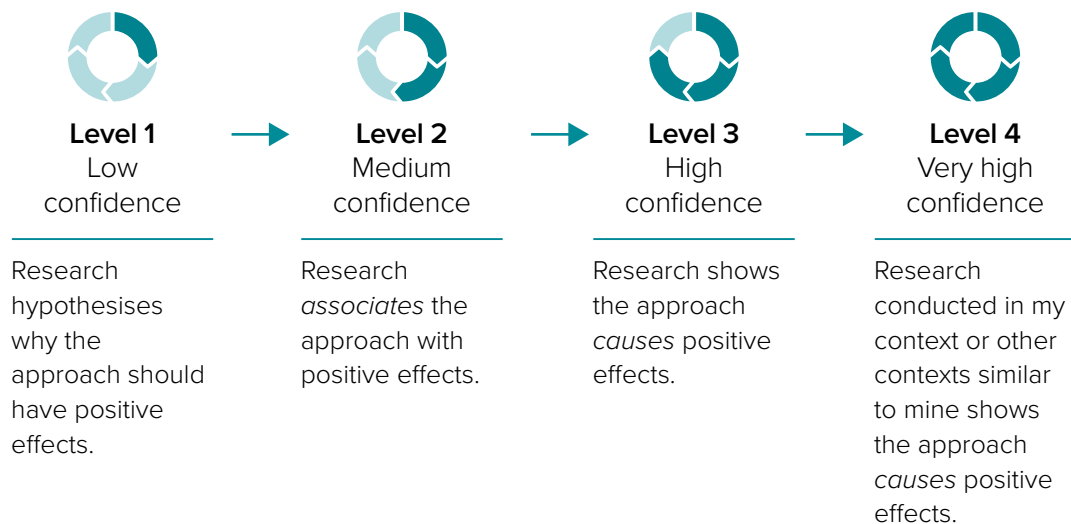 Level 1
Low
confidence
Research
hypothesises
why the
approach should
have positive
effects.
Level 2
Medium
confidence
Research
associates the
approach with
positive effects.
Level 3
High
confidence
Research shows
the approach
causes positive
effects.
Level 4
Very high
confidence
Research
conducted in my
context or other
contexts similar
to mine shows
the approach
causes positive
effects.